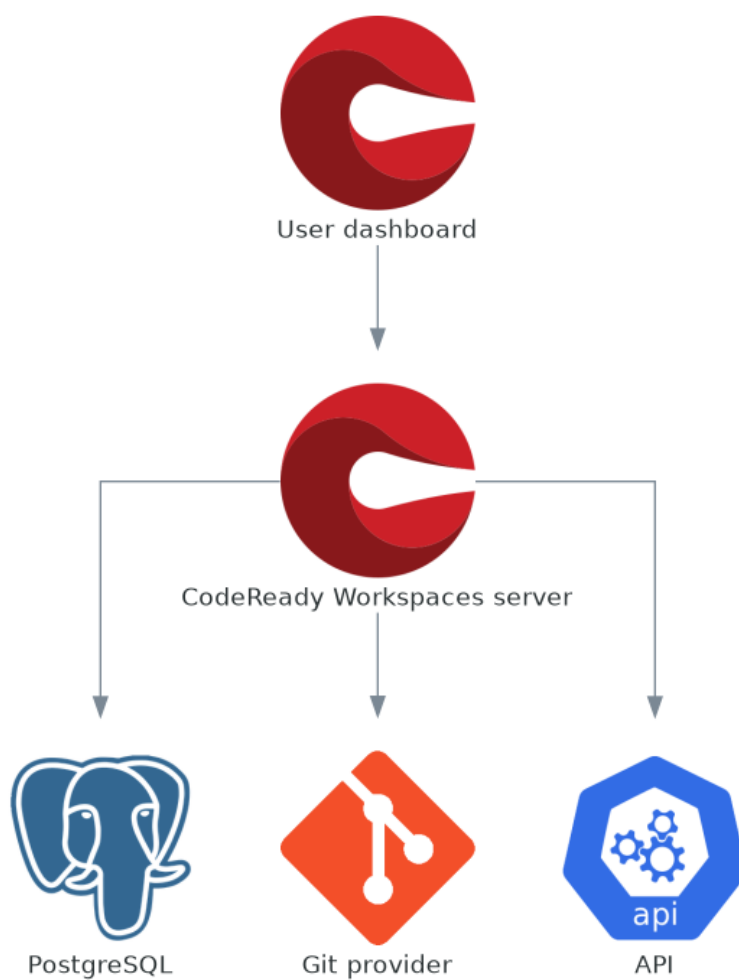 User dashboard
CodeReady Workspaces server
api
PostgreSQL
Git provider
API